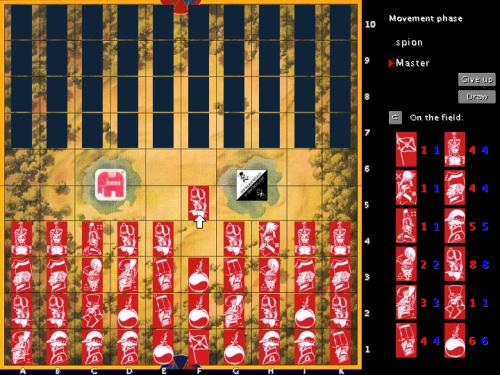 Movement phase
spion
Master
Give up
Draw
On the field:
10
9
8
7
6
5
4
3
2
1
1 1 4 4
1 1 4 4
1 1 5 5
2 2 8 8
3 3 1 1
4 4 6 6
A B C D E F G H I K